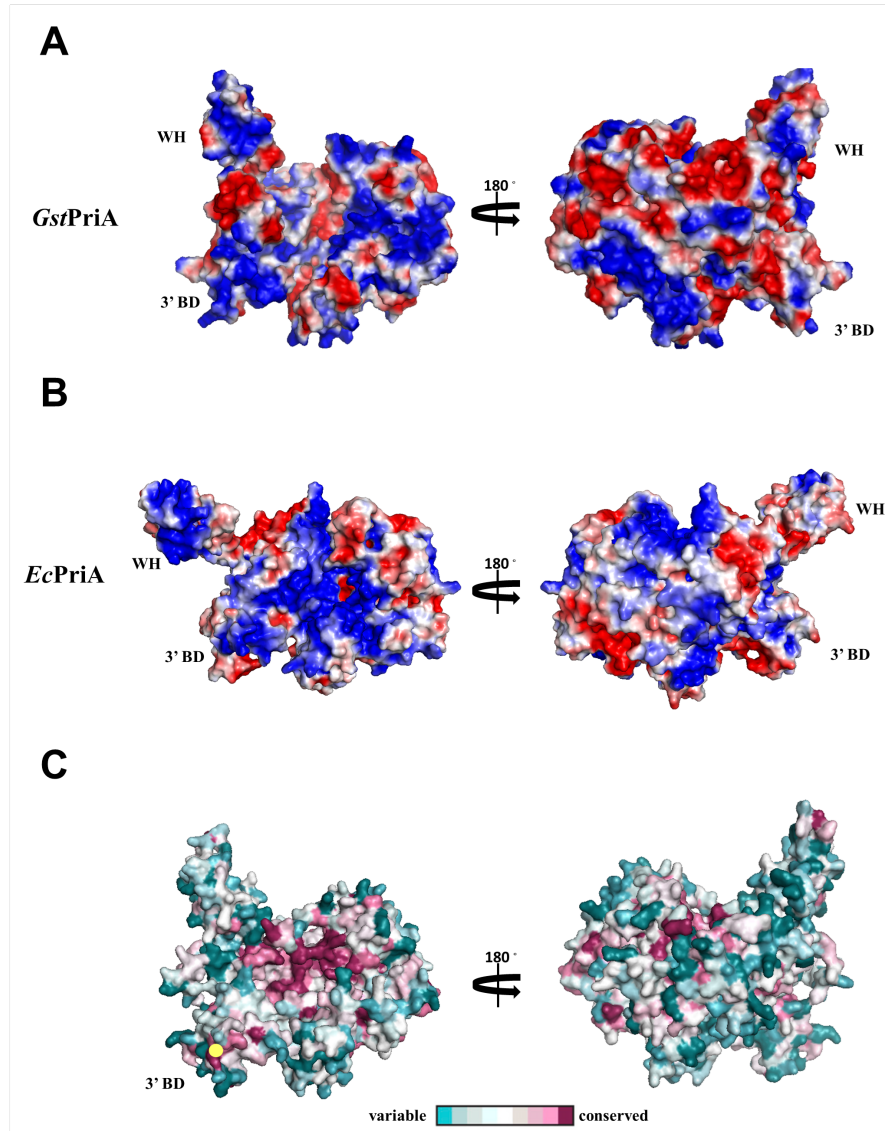 A
WH
WH
GstPriA
180 °
3' BD
3' BD
B
WH
WH
EcPriA
180 °
3' BD
3' BD
C
180 °
3' BD
variable conserved